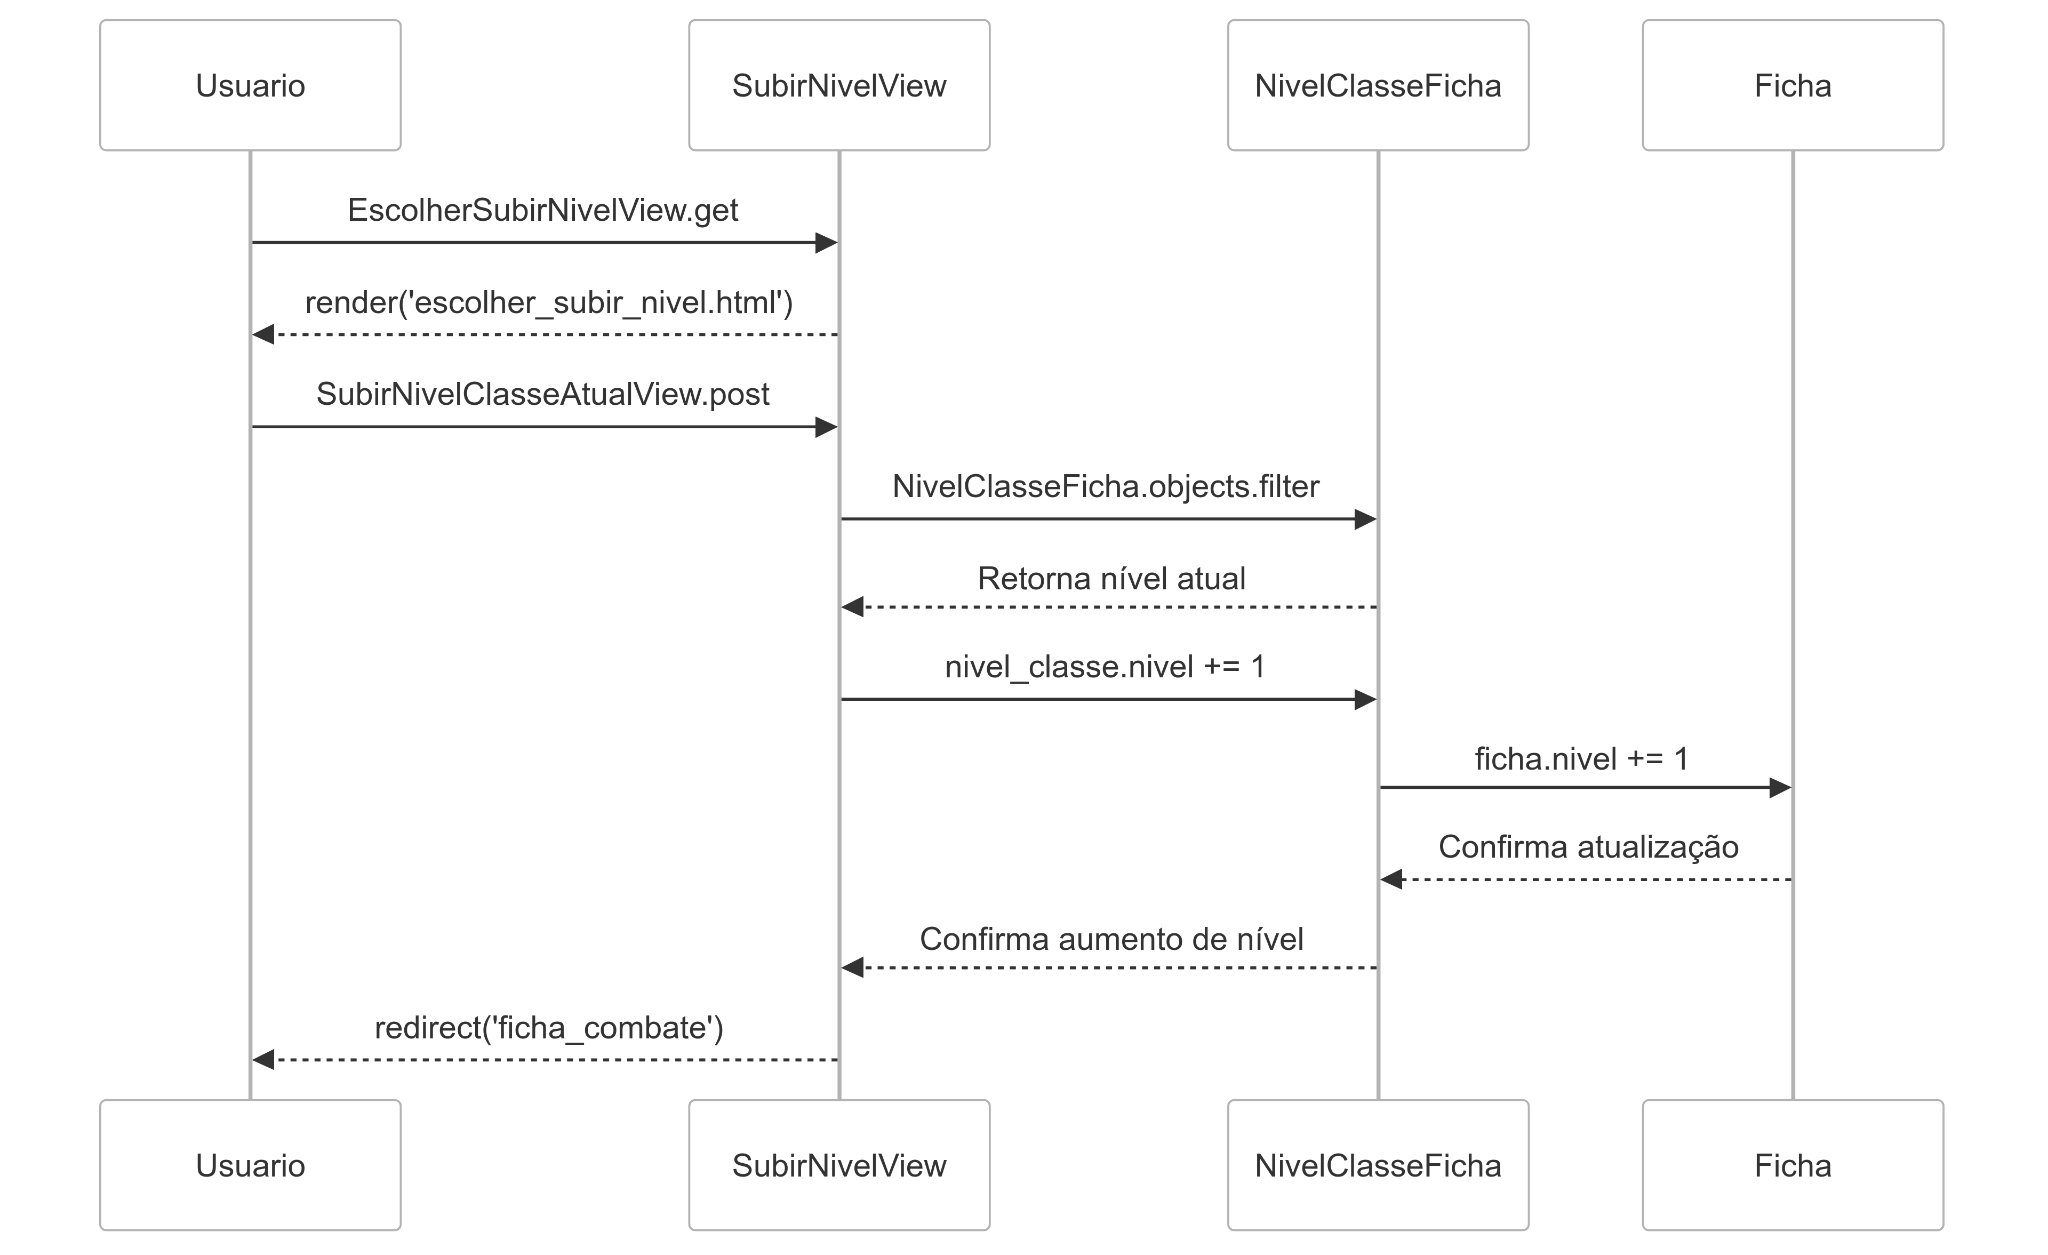 Usuario
SubirNivelView
NivelClasseFicha
Ficha
EscolherSubirNivelView.get
render('escolher_subir_nivel.html')
SubirNivelClasseAtualView.post
NivelClasseFicha.objects.filter
Retorna nível atual
nivel_classe.nivel += 1
ficha.nivel += 1
Confirma atualização
Confirma aumento de nível
redirect('ficha_combate')
Usuario
SubirNivelView
NivelClasseFicha
Ficha